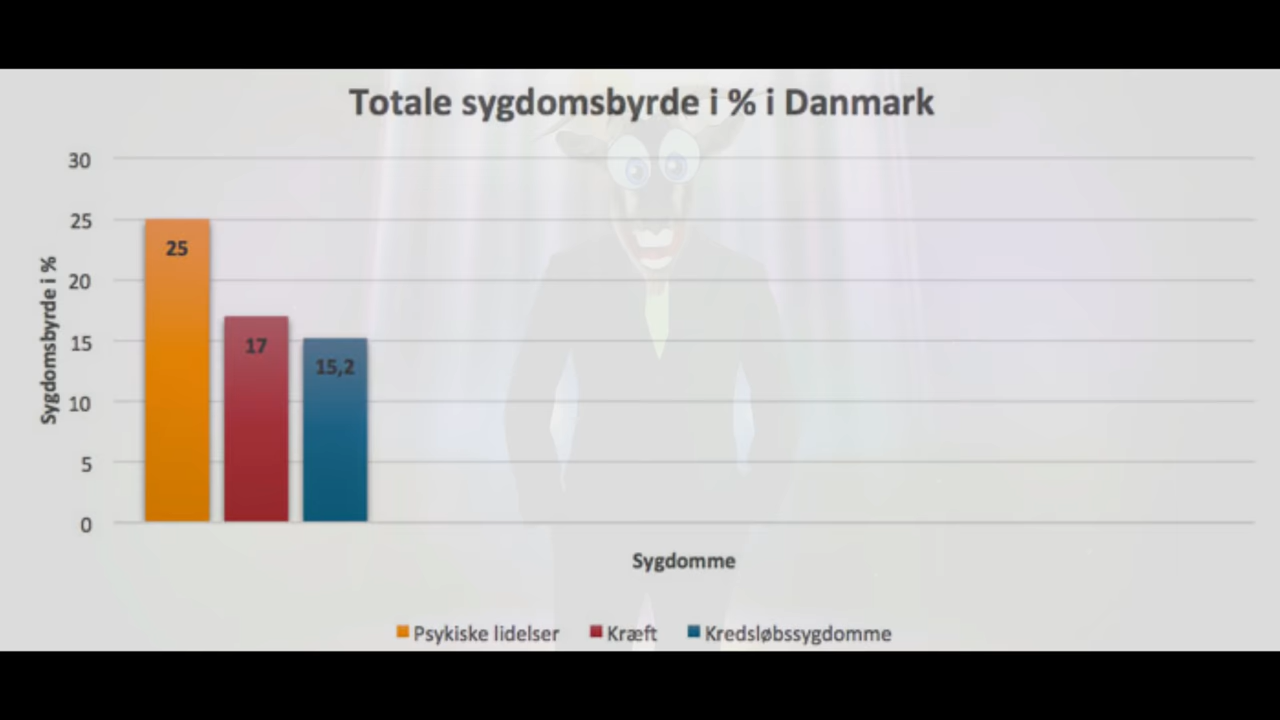 Totale sygdomsbyrde i % i Danmark
30
25
20
15
10
5
0
Sygdomsbyrde i %
25
17
15,2
Sygdomme
Psykiske lidelser Kræft Kredsløbssygdomme